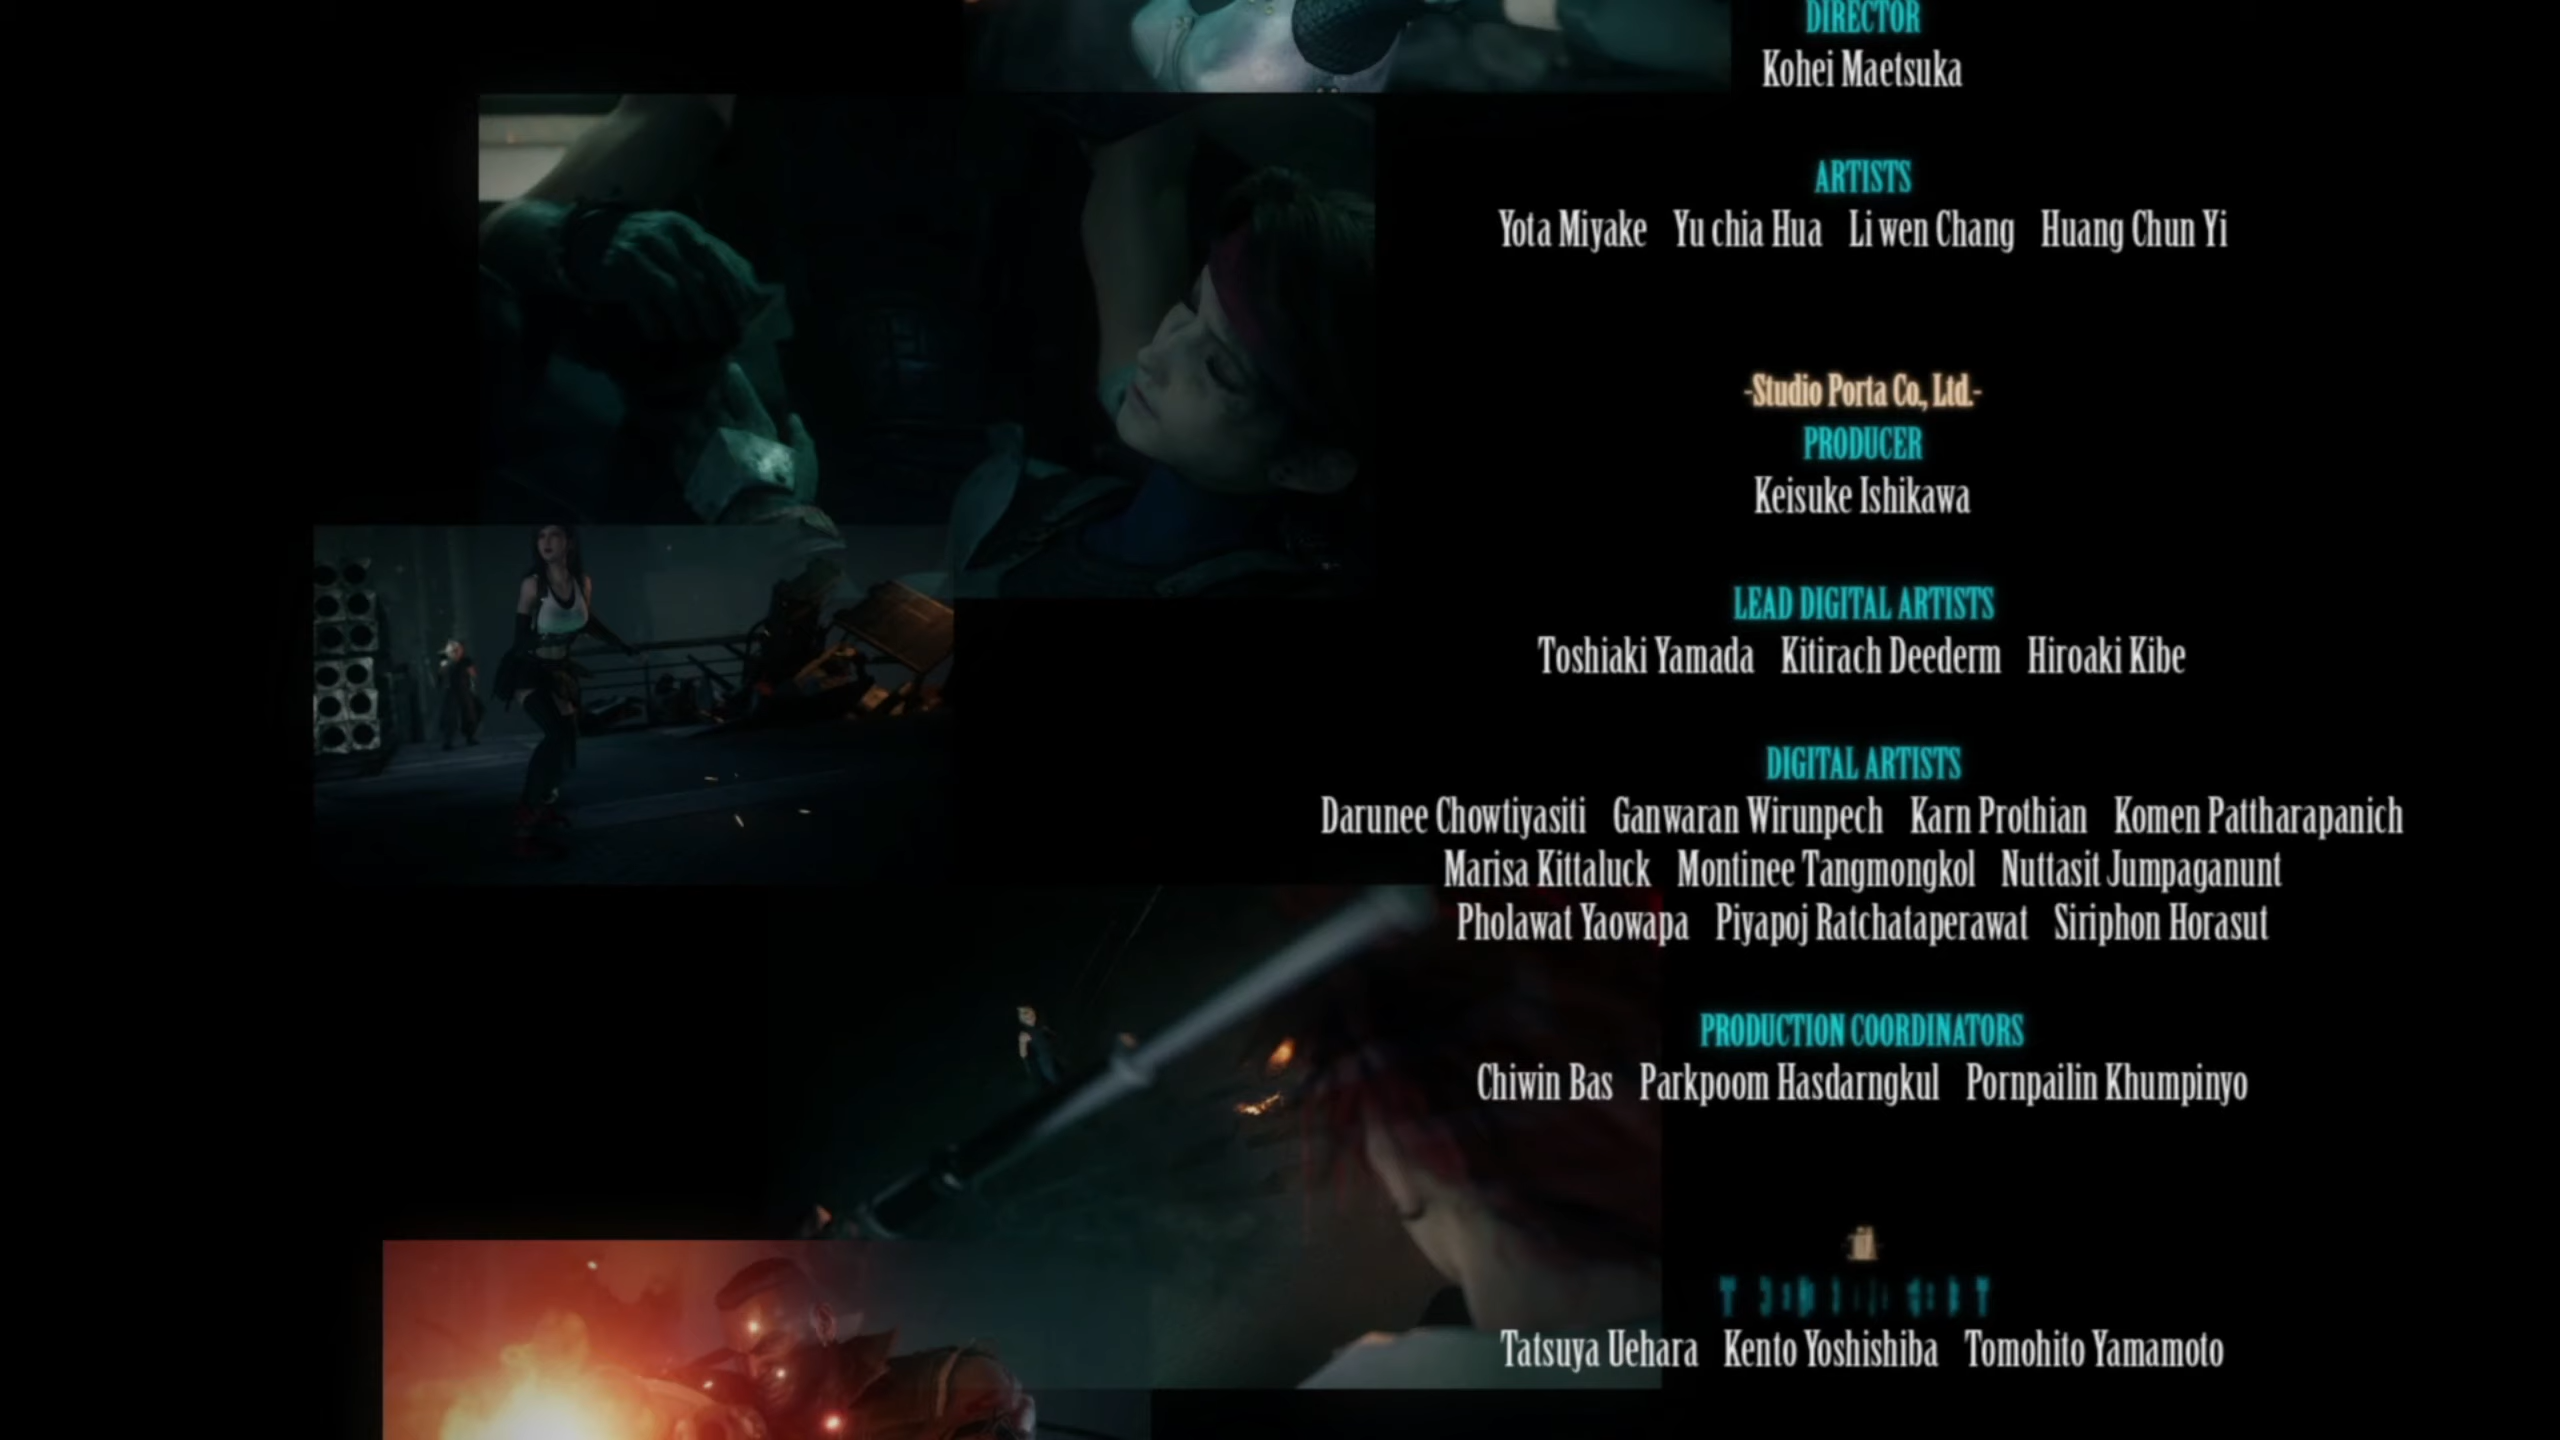 DIRECTOR
Kohei Maetsuka
ARTISTS
Yota Miyake Yu chia Hua Li wen Chang Huang Chun Yi
-Studio Porta Co., Ltd.-
PRODUCER
Keisuke Ishikawa
LEAD DIGITAL ARTISTS
Toshiaki Yamada Kitirach Deederm Hiroaki Kibe
DIGITAL ARTISTS
Darunee Chowtiyasiti Ganwaran Wirunpech Karn Prothian Komen Pattharapanich
Marisa Kittaluck Montinee Tangmongkol Nuttasit Jumpaganunt
Pholawat Yaowapa Piyapoj Ratchataperawat Siriphon Horasut
PRODUCTION COORDINATORS
Chiwin Bas Parkpoom Hasdarngkul Pornpailin Khumpinyo
Tatsuya Uehara Kento Yoshishiba Tomohito Yamamoto